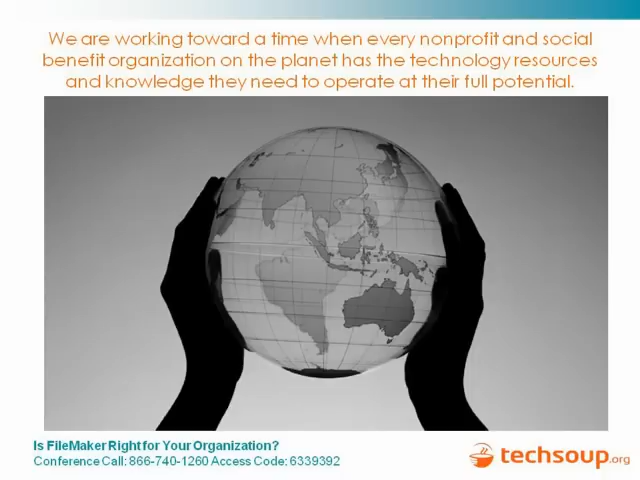 We are working toward a time when every nonprofit and social
benefit organization on the planet has the technology resources
and knowledge they need to operate at their full potential.
Is FileMaker Right for Your Organization?
Conference Call: 866-740-1260 Access Code: 6339392
techsoup.org